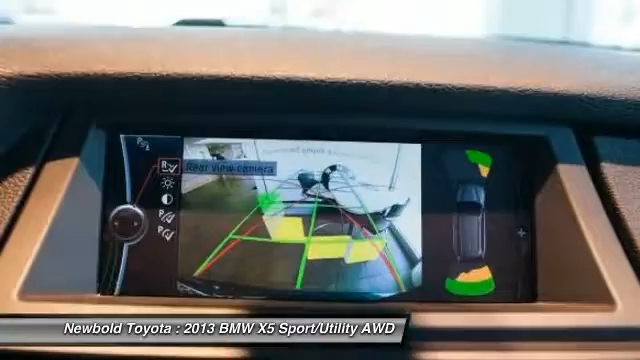 Rear view camera
Newbold Toyota : 2013 BMW X5 Sport/Utility AWD